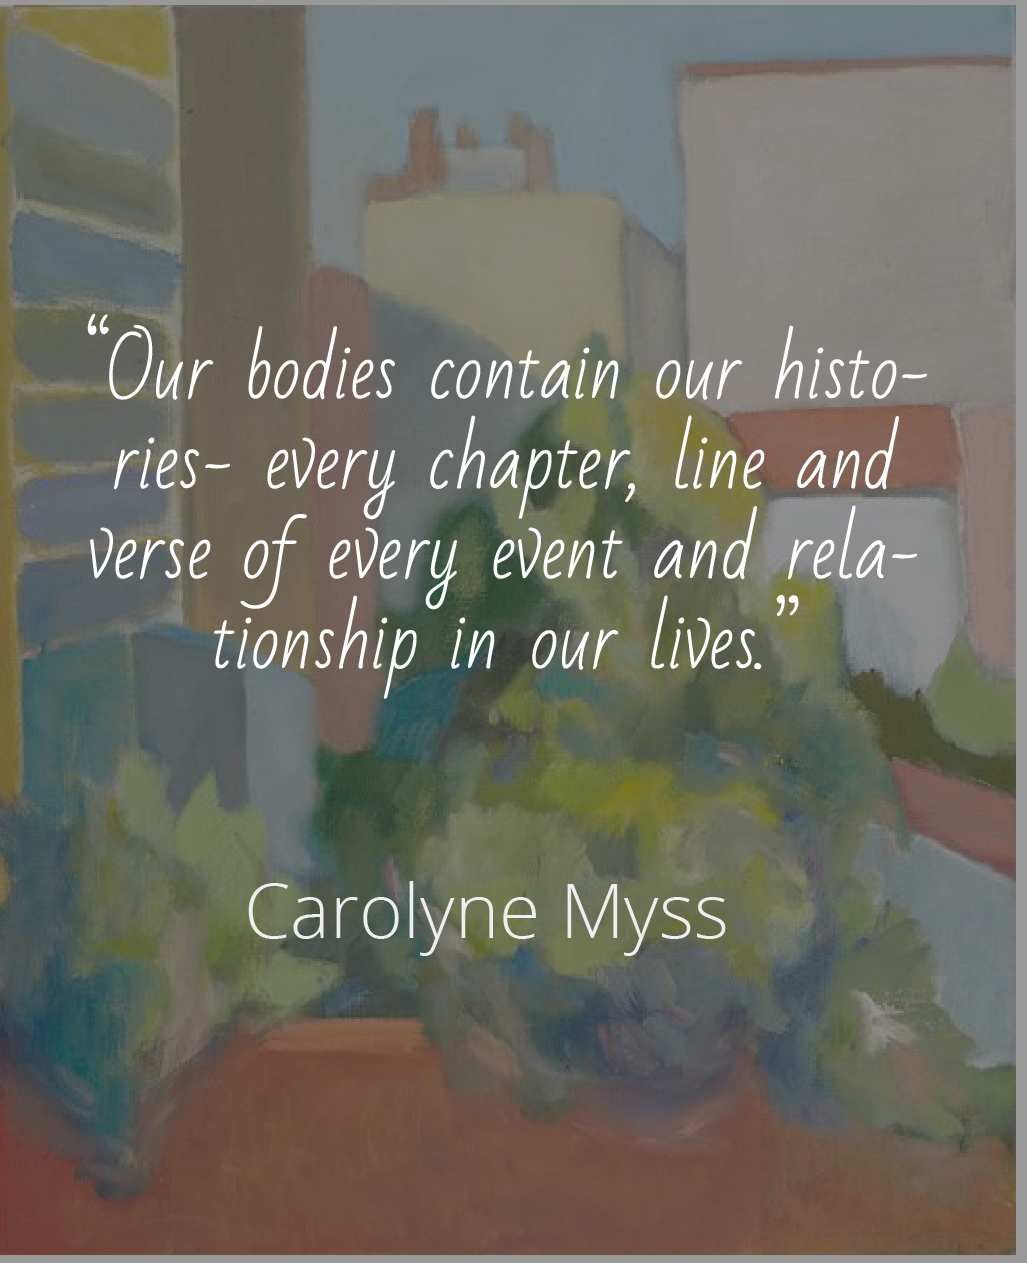 “Our bodies contain our histo-
ries- every chapter, line and
verse of every event and rela-
tionship in our lives.”
Carolyne Myss